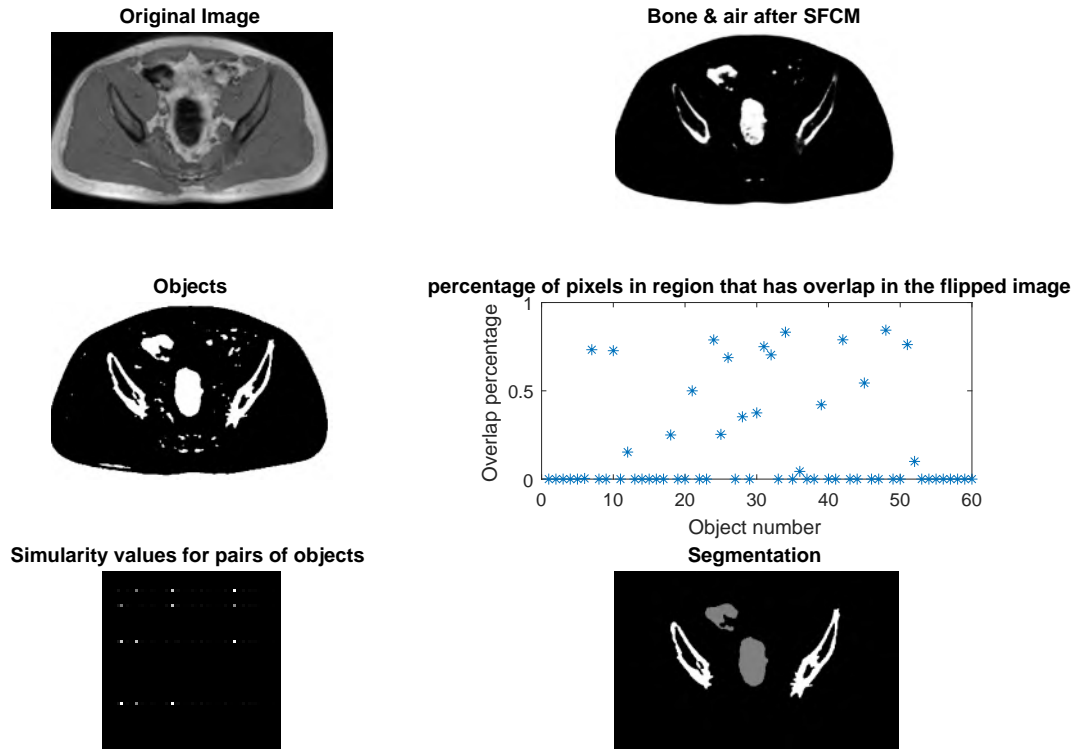 Original Image
Bone & air after SFCM
Objects
percentage of pixels in region that has overlap in the flipped image
Overlap percentage
1
0.5
0
0
10
20
30
40
50
60
Object number
Simularity values for pairs of objects
Segmentation